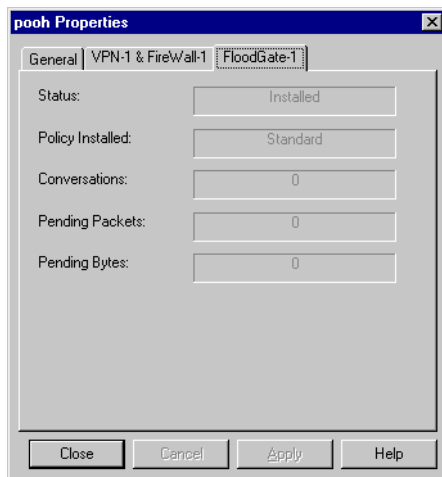 pooh Properties
General VPN-1 & FireWall-1 FloodGate-1
Status: Installed
Policy Installed: Standard
Conversations: 0
Pending Packets: 0
Pending Bytes: 0
Close Cancel Apply Help